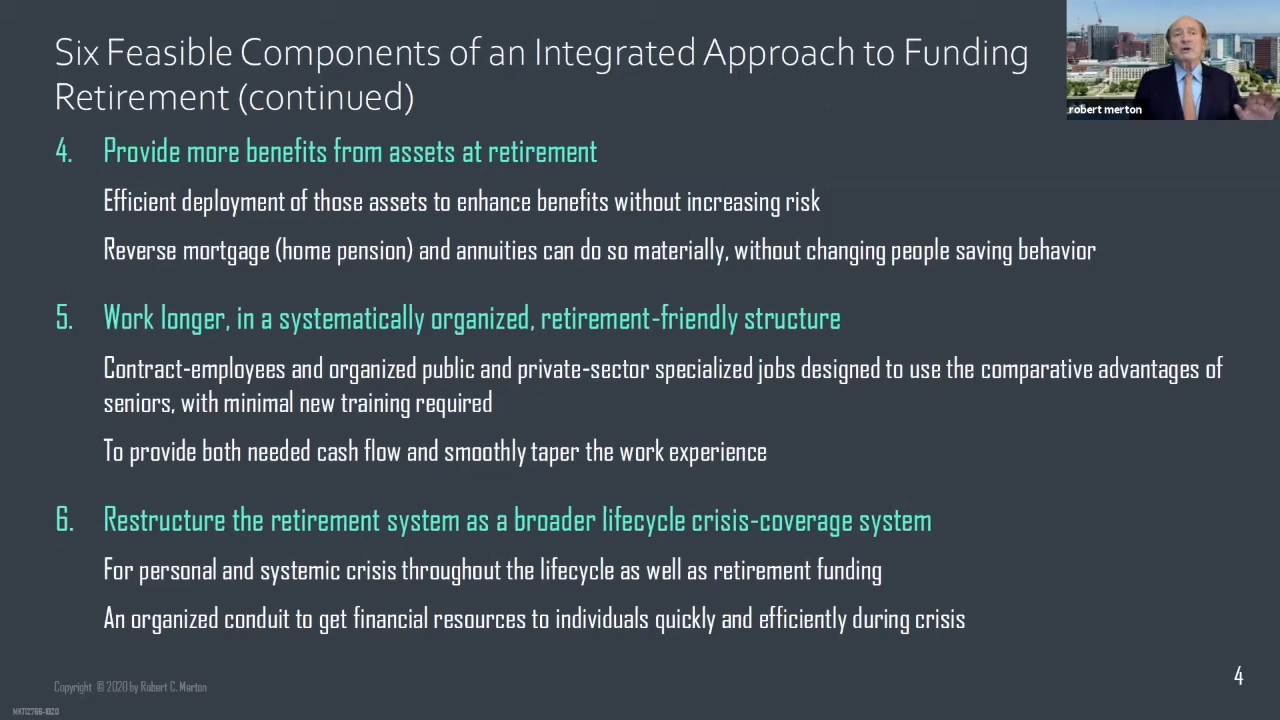 Six Feasible Components of an Integrated Approach to Funding
Retirement (continued)
robert merton
4. Provide more benefits from assets at retirement
Efficient deployment of those assets to enhance benefits without increasing risk
Reverse mortgage (home pension) and annuities can do so materially, without changing people saving behavior
5. Work longer, in a systematically organized, retirement-friendly structure
Contract-employees and organized public and private-sector specialized jobs designed to use the comparative advantages of
seniors, with minimal new training required
To provide both needed cash flow and smoothly taper the work experience
6. Restructure the retirement system as a broader lifecycle crisis-coverage system
For personal and systemic crisis throughout the lifecycle as well as retirement funding
An organized conduit to get financial resources to individuals quickly and efficiently during crisis
4
Copyright © 2020 by Robert C. Merton
MKT12766-1020